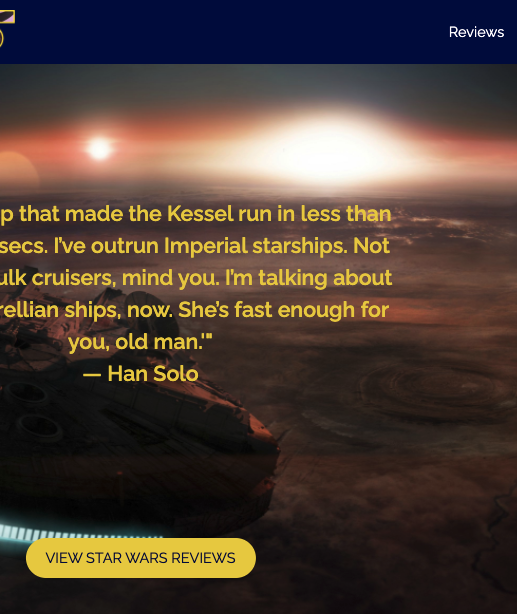 Reviews
p that made the Kessel run in less than
secs. I've outrun Imperial starships. Not
ulk cruisers, mind you. I'm talking about
rellian ships, now. She's fast enough for
you, old man.'"
— Han Solo
VIEW STAR WARS REVIEWS